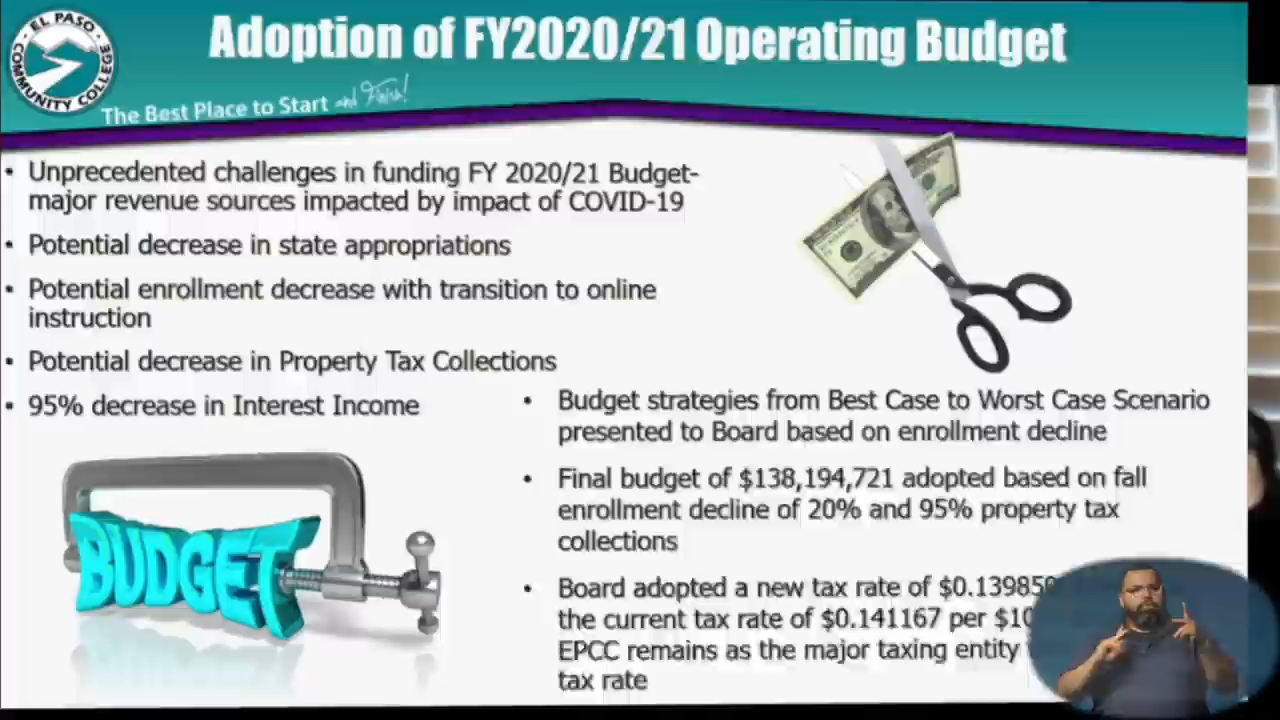 EL PASO
COMMUNITY COLLEGE
Adoption of FY2020/21 Operating Budget
The Best Place to Start and Finish!
• Unprecedented challenges in funding FY 2020/21 Budget-
major revenue sources impacted by impact of COVID-19
• Potential decrease in state appropriations
• Potential enrollment decrease with transition to online
instruction
• Potential decrease in Property Tax Collections
• 95% decrease in Interest Income
BUDGET
• Budget strategies from Best Case to Worst Case Scenario
presented to Board based on enrollment decline
• Final budget of $138,194,721 adopted based on fall
enrollment decline of 20% and 95% property tax
collections
• Board adopted a new tax rate of
the current tax rate of $0.141167 per
EPCC remains as the major taxing entity
tax rate